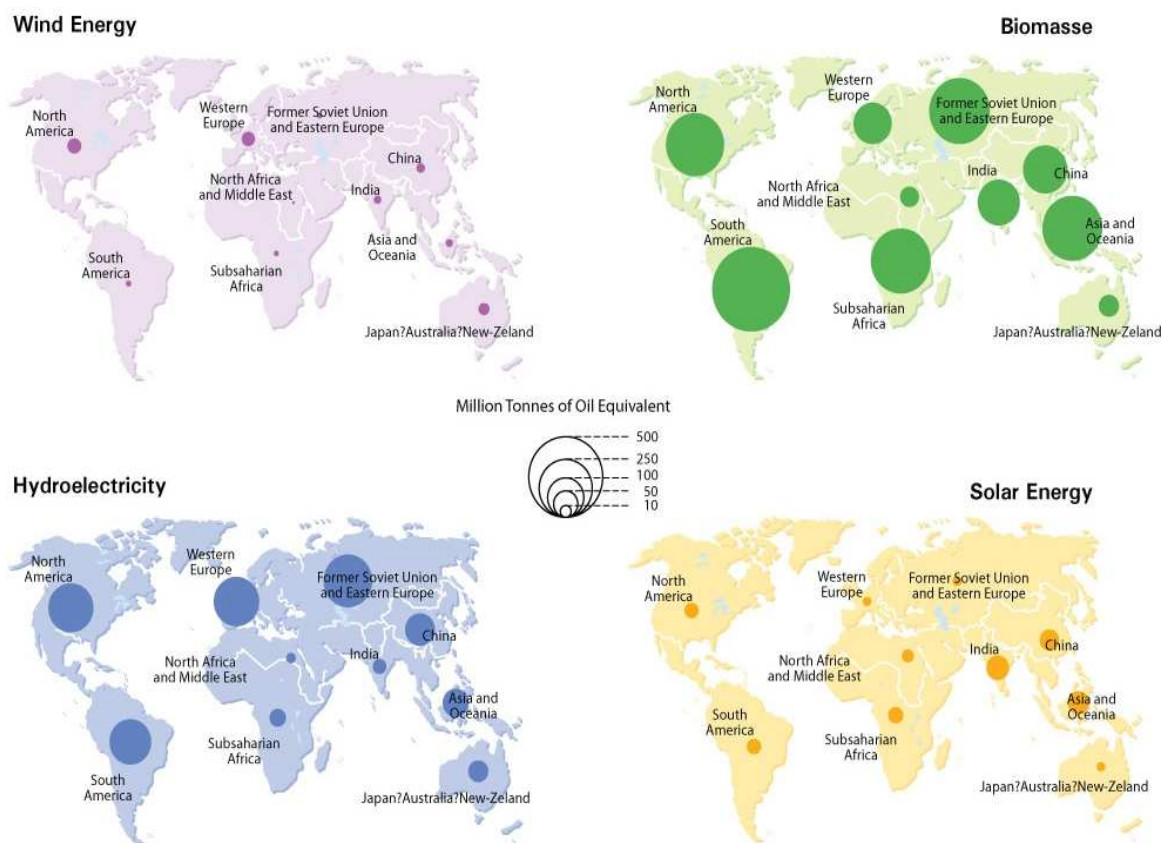 Wind Energy
North
America
Western
Europe
Former Soviet Union
and Eastern Europe
China
North Africa
and Middle East
India
Asia and
Oceania
South
America
Subsaharian
Africa
Japan?Australia?New-Zeland
Biomasse
North
America
Western
Europe
Former Soviet Union
and Eastern Europe
India
China
North Africa
and Middle East
South
America
Asia and
Oceania
Subsaharian
Africa
Japan?Australia?New-Zeland
Million Tonnes of Oil Equivalent
500
250
100
50
10
Hydroelectricity
North
America
Western
Europe
Former Soviet Union
and Eastern Europe
China
India
North Africa
and Middle East
Asia and
Oceania
Subsaharian
Africa
South
America
Japan?Australia?New-Zeland
Solar Energy
North
America
Western
Europe
Former Soviet Union
and Eastern Europe
India
China
North Africa
and Middle East
Asia and
Oceania
South
America
Subsaharian
Africa
Japan?Australia?New-Zeland